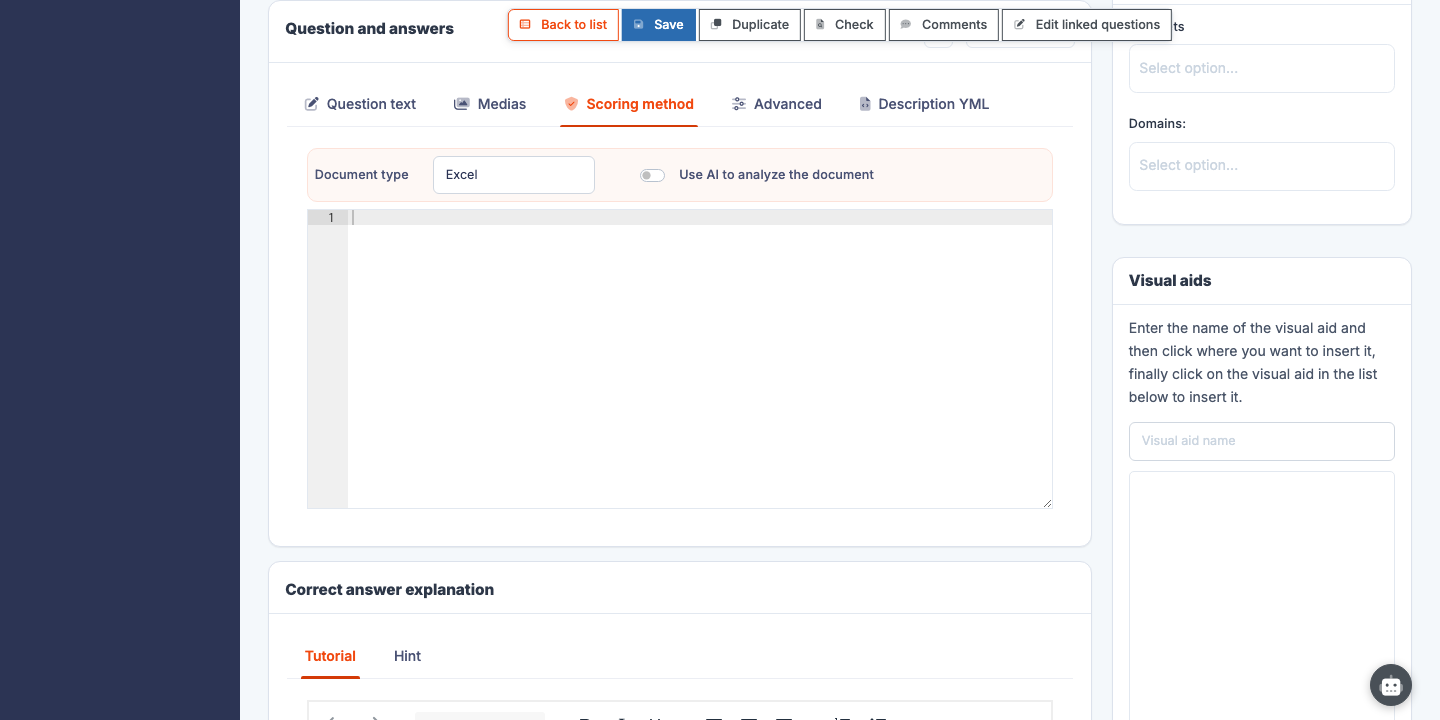 Question and answers
Back to list
Save
Duplicate
Check
Comments
Edit linked questions
Question text
Medias
Scoring method
Advanced
Description YML
Document type
Excel
Use AI to analyze the document
1
Correct answer explanation
Tutorial
Hint
Select option...
Domains:
Select option...
Visual aids
Enter the name of the visual aid and
then click where you want to insert it,
finally click on the visual aid in the list
below to insert it.
Visual aid name